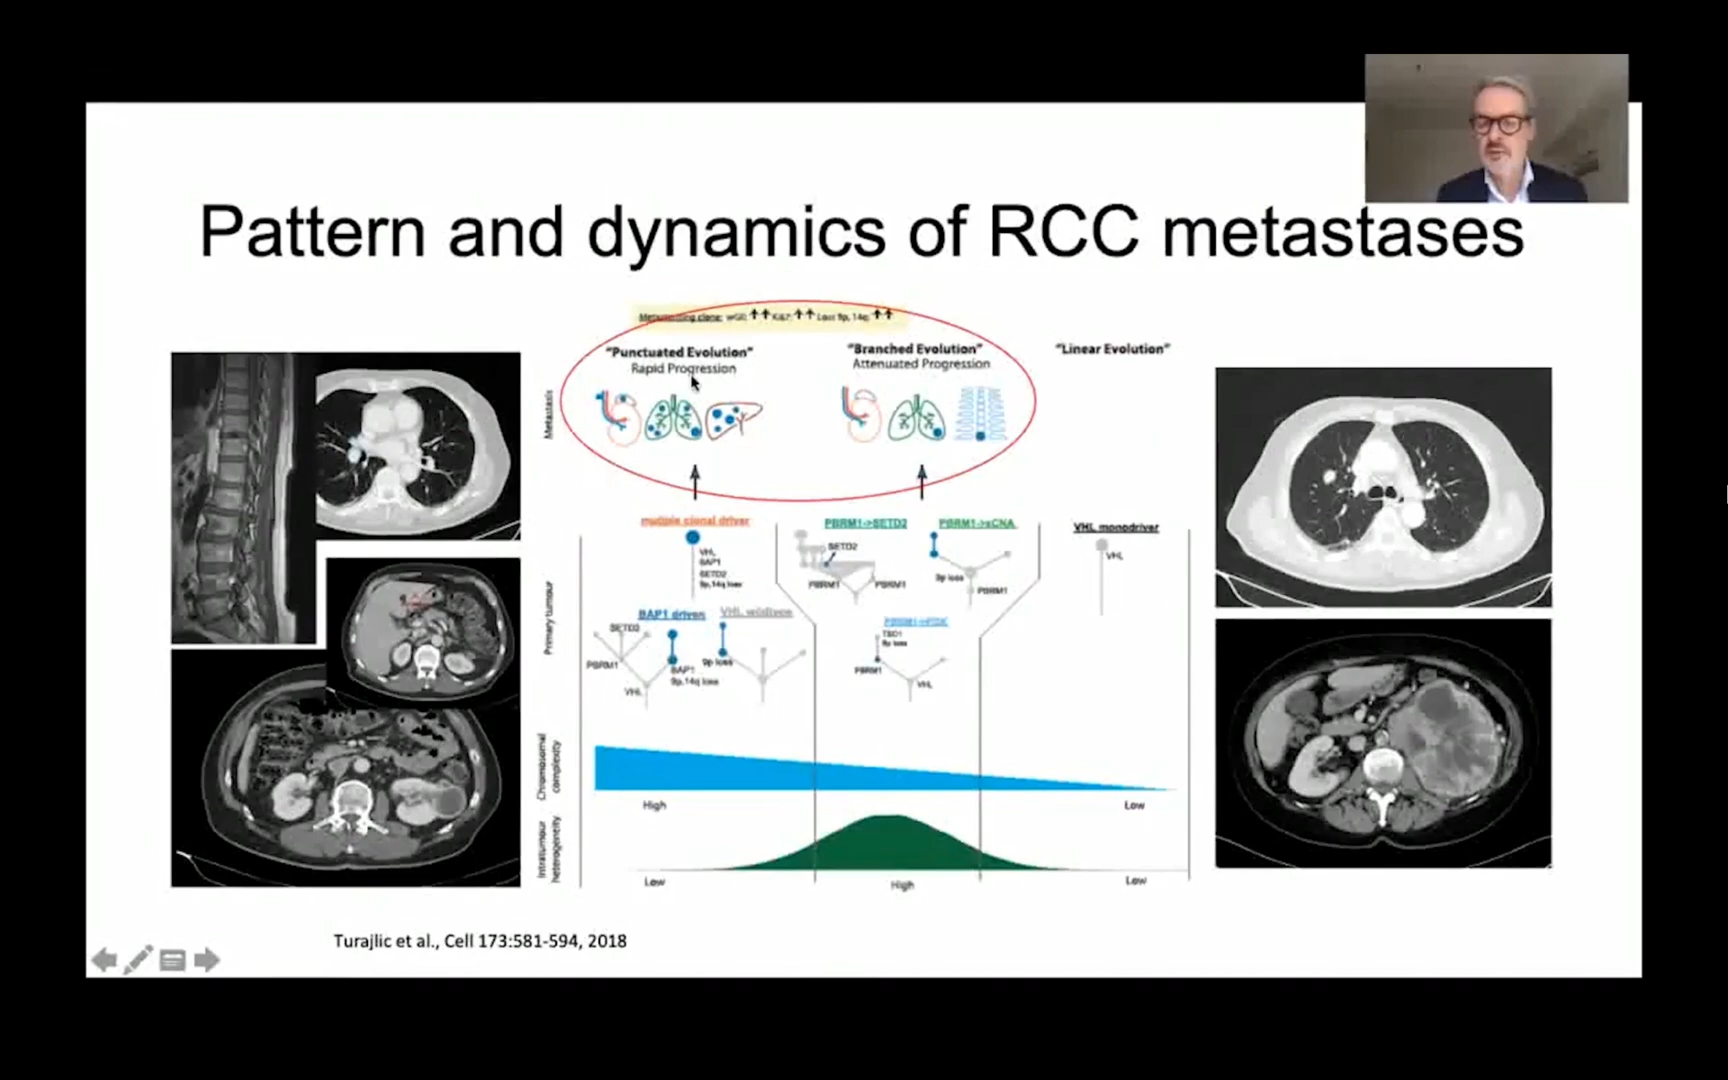 Pattern and dynamics of RCC metastases
Metastasising clone: wGII: Ki67: Loss 9p, 14q:
"Punctuated Evolution"
Rapid Progression
"Branched Evolution"
Attenuated Progression
"Linear Evolution"
Metastasis
multiple clonal driver
VHL
BAP1
SETD2
9p,14q loss
PBRM1->SETD2
SETD2
PBRM1
PBRM1
PBRM1->sCNA
9p loss
PBRM1
VHL monodriver
VHL
Primary tumour
BAP1 driven
SETD2
PBRM1
BAP1
9p,14q loss
VHL
VHL wildtype
9p loss
TSC1
9p loss
PBRM1
VHL
Chromosomal
complexity
High
Low
Intratumour
heterogeneity
Low
High
Low
Turajlic et al., Cell 173:581-594, 2018